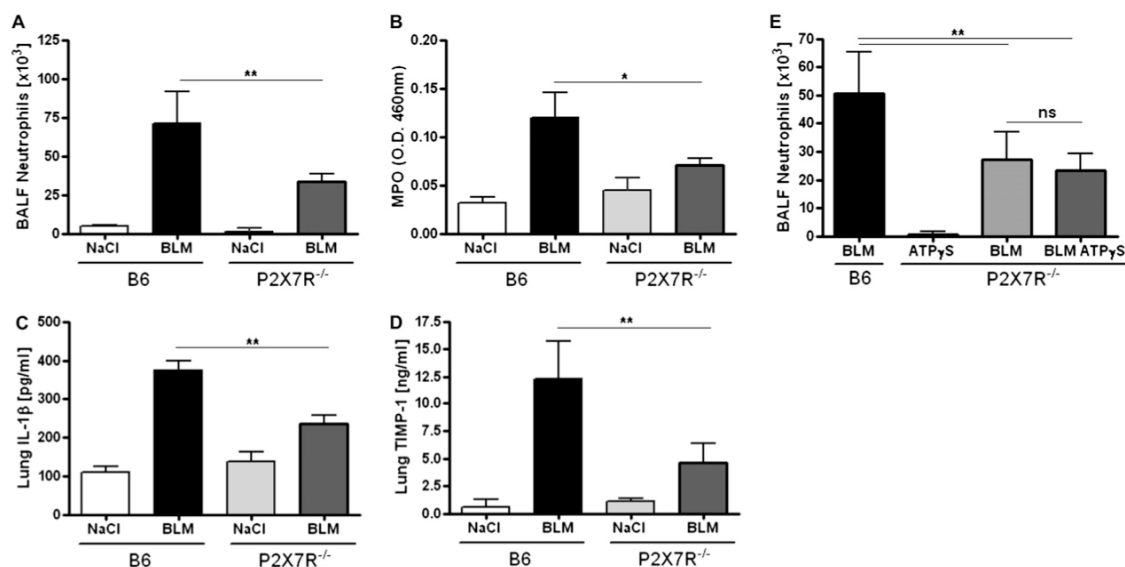 A
BALF Neutrophils [x10³]
125
100
75
50
25
0
**
NaCl BLM NaCl BLM
B6 P2X7R⁻/⁻
B
MPO (O.D. 460nm)
0.20
0.15
0.10
0.05
0.00
*
NaCl BLM NaCl BLM
B6 P2X7R⁻/⁻
E
BALF Neutrophils [x10³]
70
60
50
40
30
20
10
0
**
ns
BLM ATPγS BLM BLM ATPγS
B6 P2X7R⁻/⁻
C
Lung IL-1β [pg/ml]
500
400
300
200
100
0
**
NaCl BLM NaCl BLM
B6 P2X7R⁻/⁻
D
Lung TIMP-1 [ng/ml]
17.5
15.0
12.5
10.0
7.5
5.0
2.5
0.0
**
NaCl BLM NaCl BLM
B6 P2X7R⁻/⁻